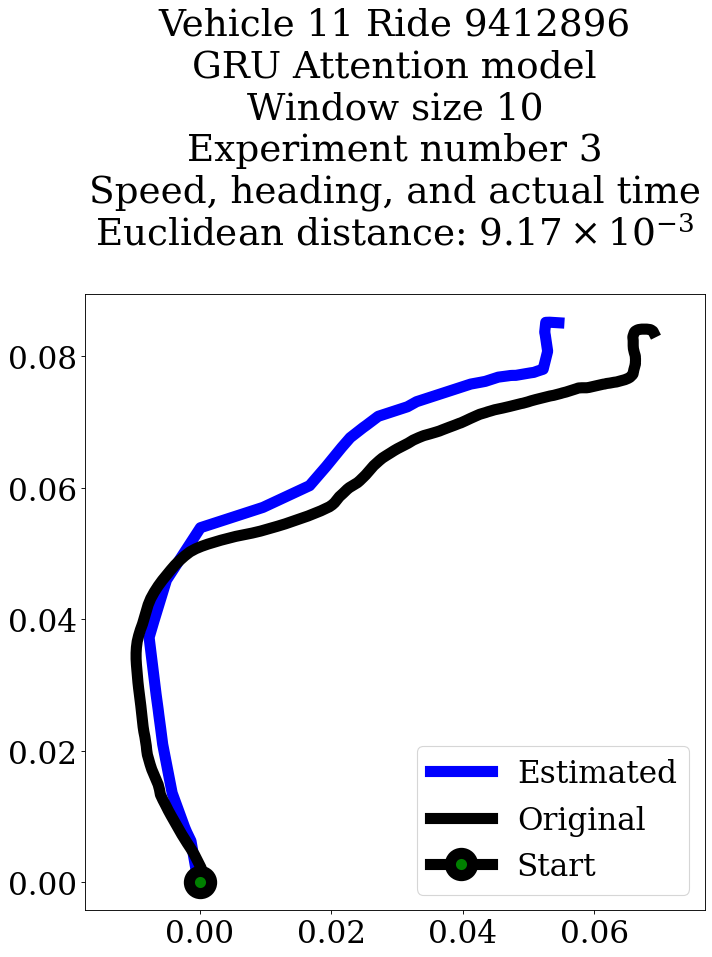 Vehicle 11 Ride 9412896
GRU Attention model
Window size 10
Experiment number 3
Speed, heading, and actual time
Euclidean distance: 9.17 × 10⁻³
0.08
0.06
0.04
0.02
0.00
Estimated
Original
Start
0.00 0.02 0.04 0.06